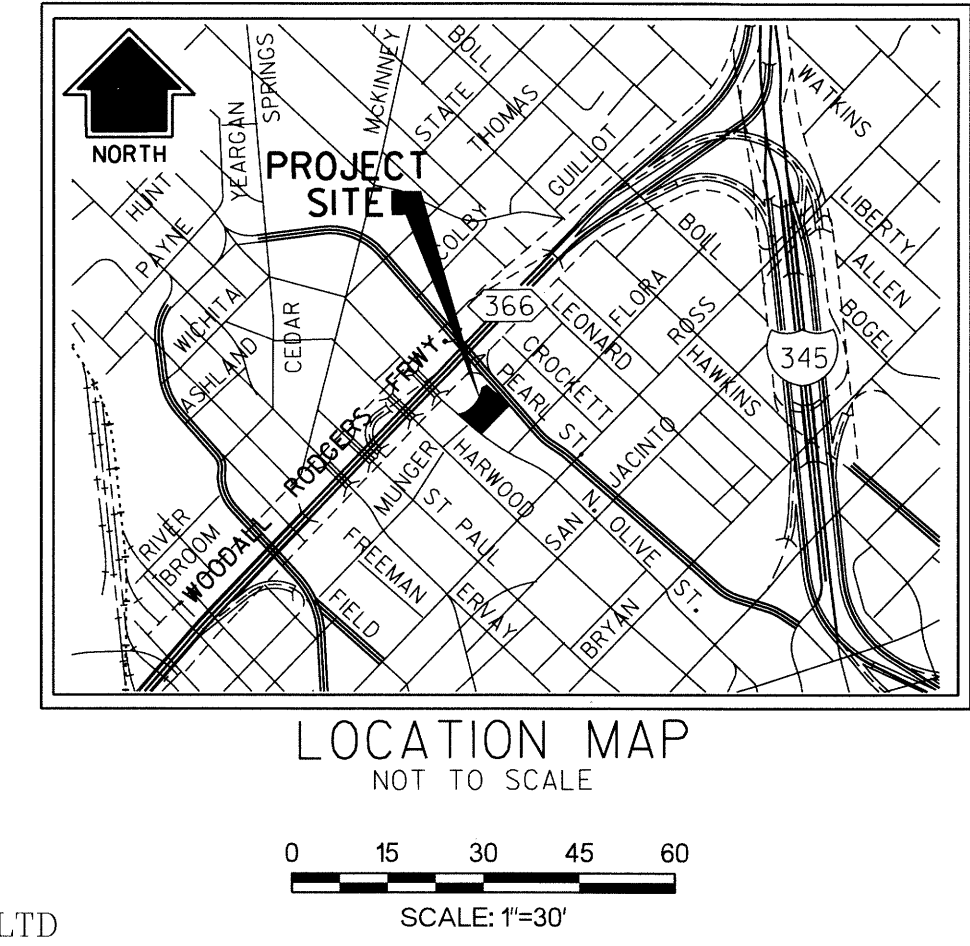 NORTH
PROJECT
SITE
HUNT
PAYNE
YEARGAN
SPRINGS
MCKINNEY
BOLL
STATE
THOMAS
GUILLOT
WATKINS
COLBY
WICHITA
ASHLAND
CEDAR
366
LEONARD
FLORA
BOLL
ROSS
HAWKINS
LIBERTY
ALLEN
BOGEL
345
CROCKETT
PEARL ST.
WOODALL RODGERS FRWY.
HARWOOD
MUNGER
ST PAUL
FREEMAN
FIELD
ERVAY
SAN JACINTO
N. OLIVE ST.
BRYAN
RIVER
BROOM
LOCATION MAP
NOT TO SCALE
0 15 30 45 60
SCALE: 1"=30'
LTD